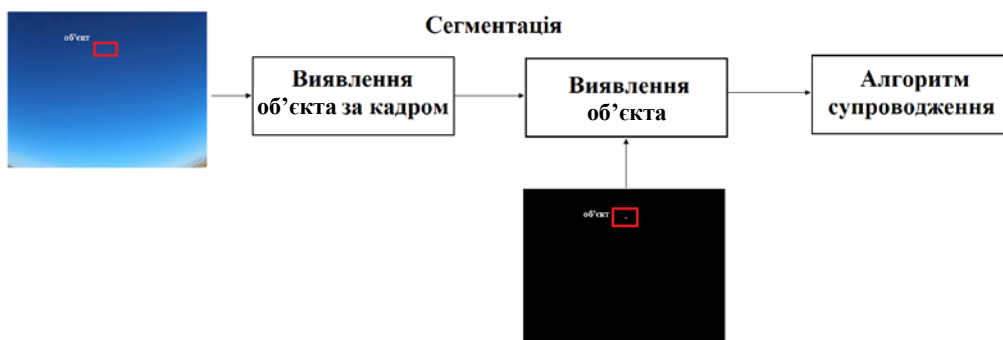 Сегментація
об'єкт
Виявлення
об’єкта за кадром
Виявлення
об’єкта
Алгоритм
супроводження
об'єкт